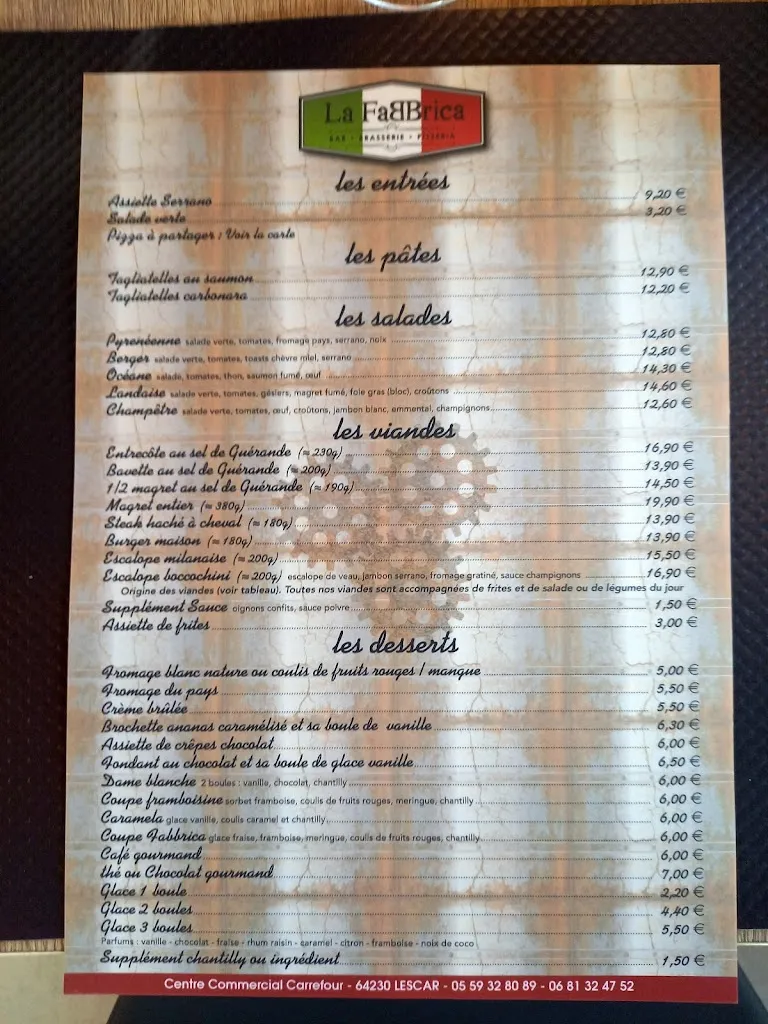 La FaBBrica
BAR - BRASSERIE - PIZZERIA
les entrées
Assiette Serrano 9,20 €
Salade verte 3,20 €
Pizza à partager : Voir la carte
les pâtes
Tagliatelles au saumon 12,90 €
Tagliatelles carbonara 12,20 €
les salades
Pyrenéenne salade verte, tomates, fromage pays, serrano, noix 12,80 €
Berger salade verte, tomates, toasts chèvre miel, serrano 12,80 €
Océane salade, tomates, thon, saumon fumé, œuf 14,30 €
Landaise salade verte, tomates, gésiers, magret fumé, foie gras (bloc), croûtons 14,60 €
Champêtre salade verte, tomates, œuf, croûtons, jambon blanc, emmental, champignons 12,60 €
les viandes
Entrecôte au sel de Guérande (≈ 230g) 16,90 €
Bavette au sel de Guérande (≈ 200g) 13,90 €
1/2 magret au sel de Guérande (≈ 190g) 14,50 €
Magret entier (≈ 380g) 19,90 €
Steak haché à cheval (≈ 180g) 13,90 €
Burger maison (≈ 180g) 13,90 €
Escalope milanaise (≈ 200g) 15,50 €
Escalope boccochini (≈ 200g) escalope de veau, jambon serrano, fromage gratiné, sauce champignons 16,90 €
Origine des viandes (voir tableau). Toutes nos viandes sont accompagnées de frites et de salade ou de légumes du jour
Supplément Sauce oignons confits, sauce poivre 1,50 €
Assiette de frites 3,00 €
les desserts
Fromage blanc nature ou coulis de fruits rouges / mangue 5,00 €
Fromage du pays 5,50 €
Crème brûlée 5,50 €
Brochette ananas caramélisé et sa boule de vanille 6,30 €
Assiette de crêpes chocolat 6,00 €
Fondant au chocolat et sa boule de glace vanille 6,50 €
Dame blanche 2 boules : vanille, chocolat, chantilly 6,00 €
Coupe framboisine sorbet framboise, coulis de fruits rouges, meringue, chantilly 6,00 €
Caramela glace vanille, coulis caramel et chantilly 6,00 €
Coupe Fabbrica glace fraise, framboise, meringue, coulis de fruits rouges, chantilly 6,00 €
Café gourmand 6,00 €
thé ou Chocolat gourmand 7,00 €
Glace 1 boule 2,20 €
Glace 2 boules 4,40 €
Glace 3 boules 5,50 €
Parfums : vanille - chocolat - fraise - rhum raisin - caramel - citron - framboise - noix de coco
Supplément chantilly ou ingrédient 1,50 €
Centre Commercial Carrefour - 64230 LESCAR - 05 59 32 80 89 - 06 81 32 47 52